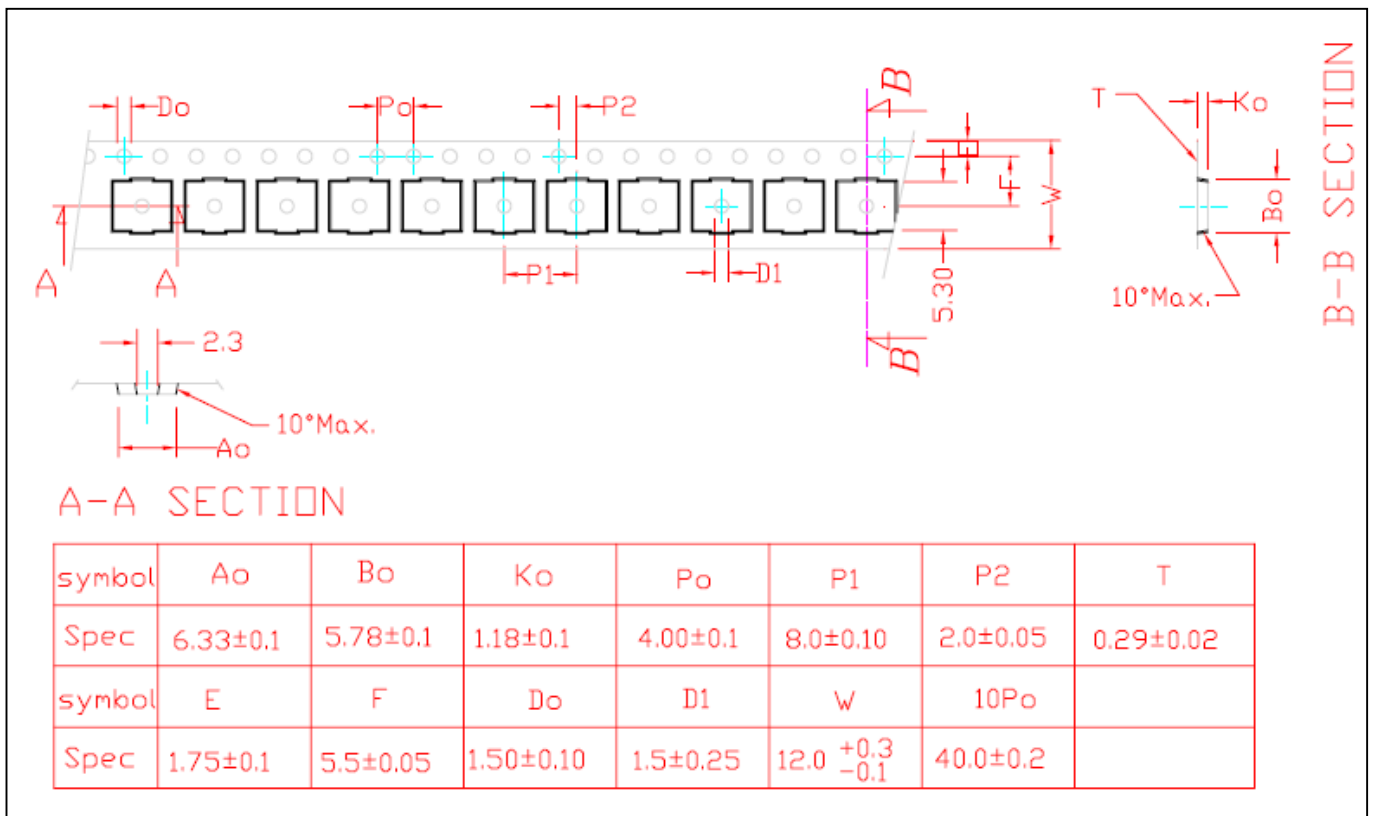 Do
Po
P2
B
E
F
W
T
Ko
Bo
B-B SECTION
A
A
P1
D1
5.30
B
10°Max.
2.3
10°Max.
Ao
A-A SECTION
symbol Ao Bo Ko Po P1 P2 T
Spec 6.33±0.1 5.78±0.1 1.18±0.1 4.00±0.1 8.0±0.10 2.0±0.05 0.29±0.02
symbol E F Do D1 W 10Po
Spec 1.75±0.1 5.5±0.05 1.50±0.10 1.5±0.25 12.0 +0.3 -0.1 40.0±0.2